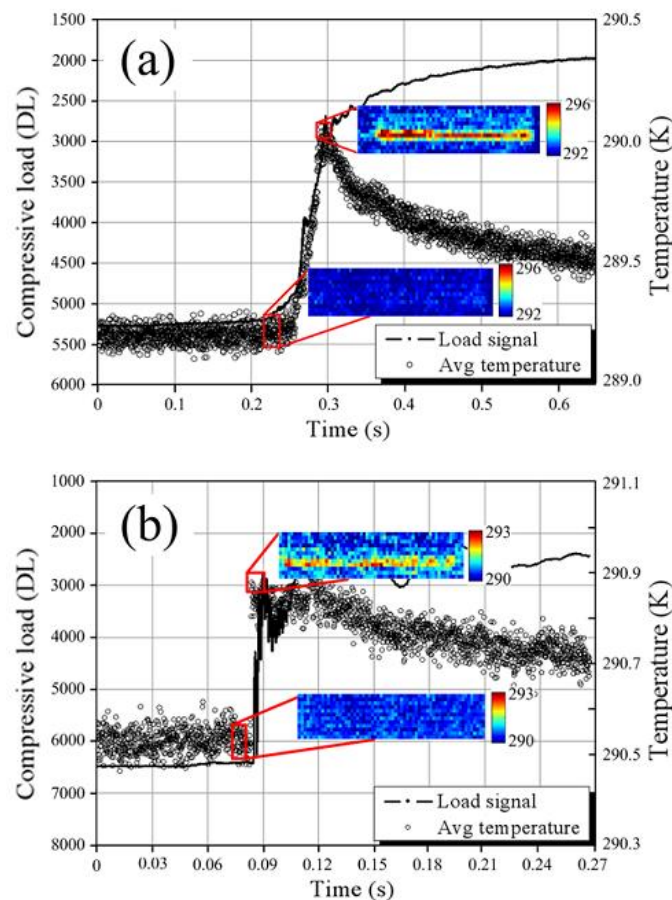 (a)
Compressive load (DL)
1500
2000
2500
3000
3500
4000
4500
5000
5500
6000
290.5
290.0
289.5
289.0
Temperature (K)
296
292
296
292
Load signal
Avg temperature
0 0.1 0.2 0.3 0.4 0.5 0.6
Time (s)
(b)
Compressive load (DL)
1000
2000
3000
4000
5000
6000
7000
8000
291.1
290.9
290.7
290.5
290.3
Temperature (K)
293
290
293
290
Load signal
Avg temperature
0 0.03 0.06 0.09 0.12 0.15 0.18 0.21 0.24 0.27
Time (s)